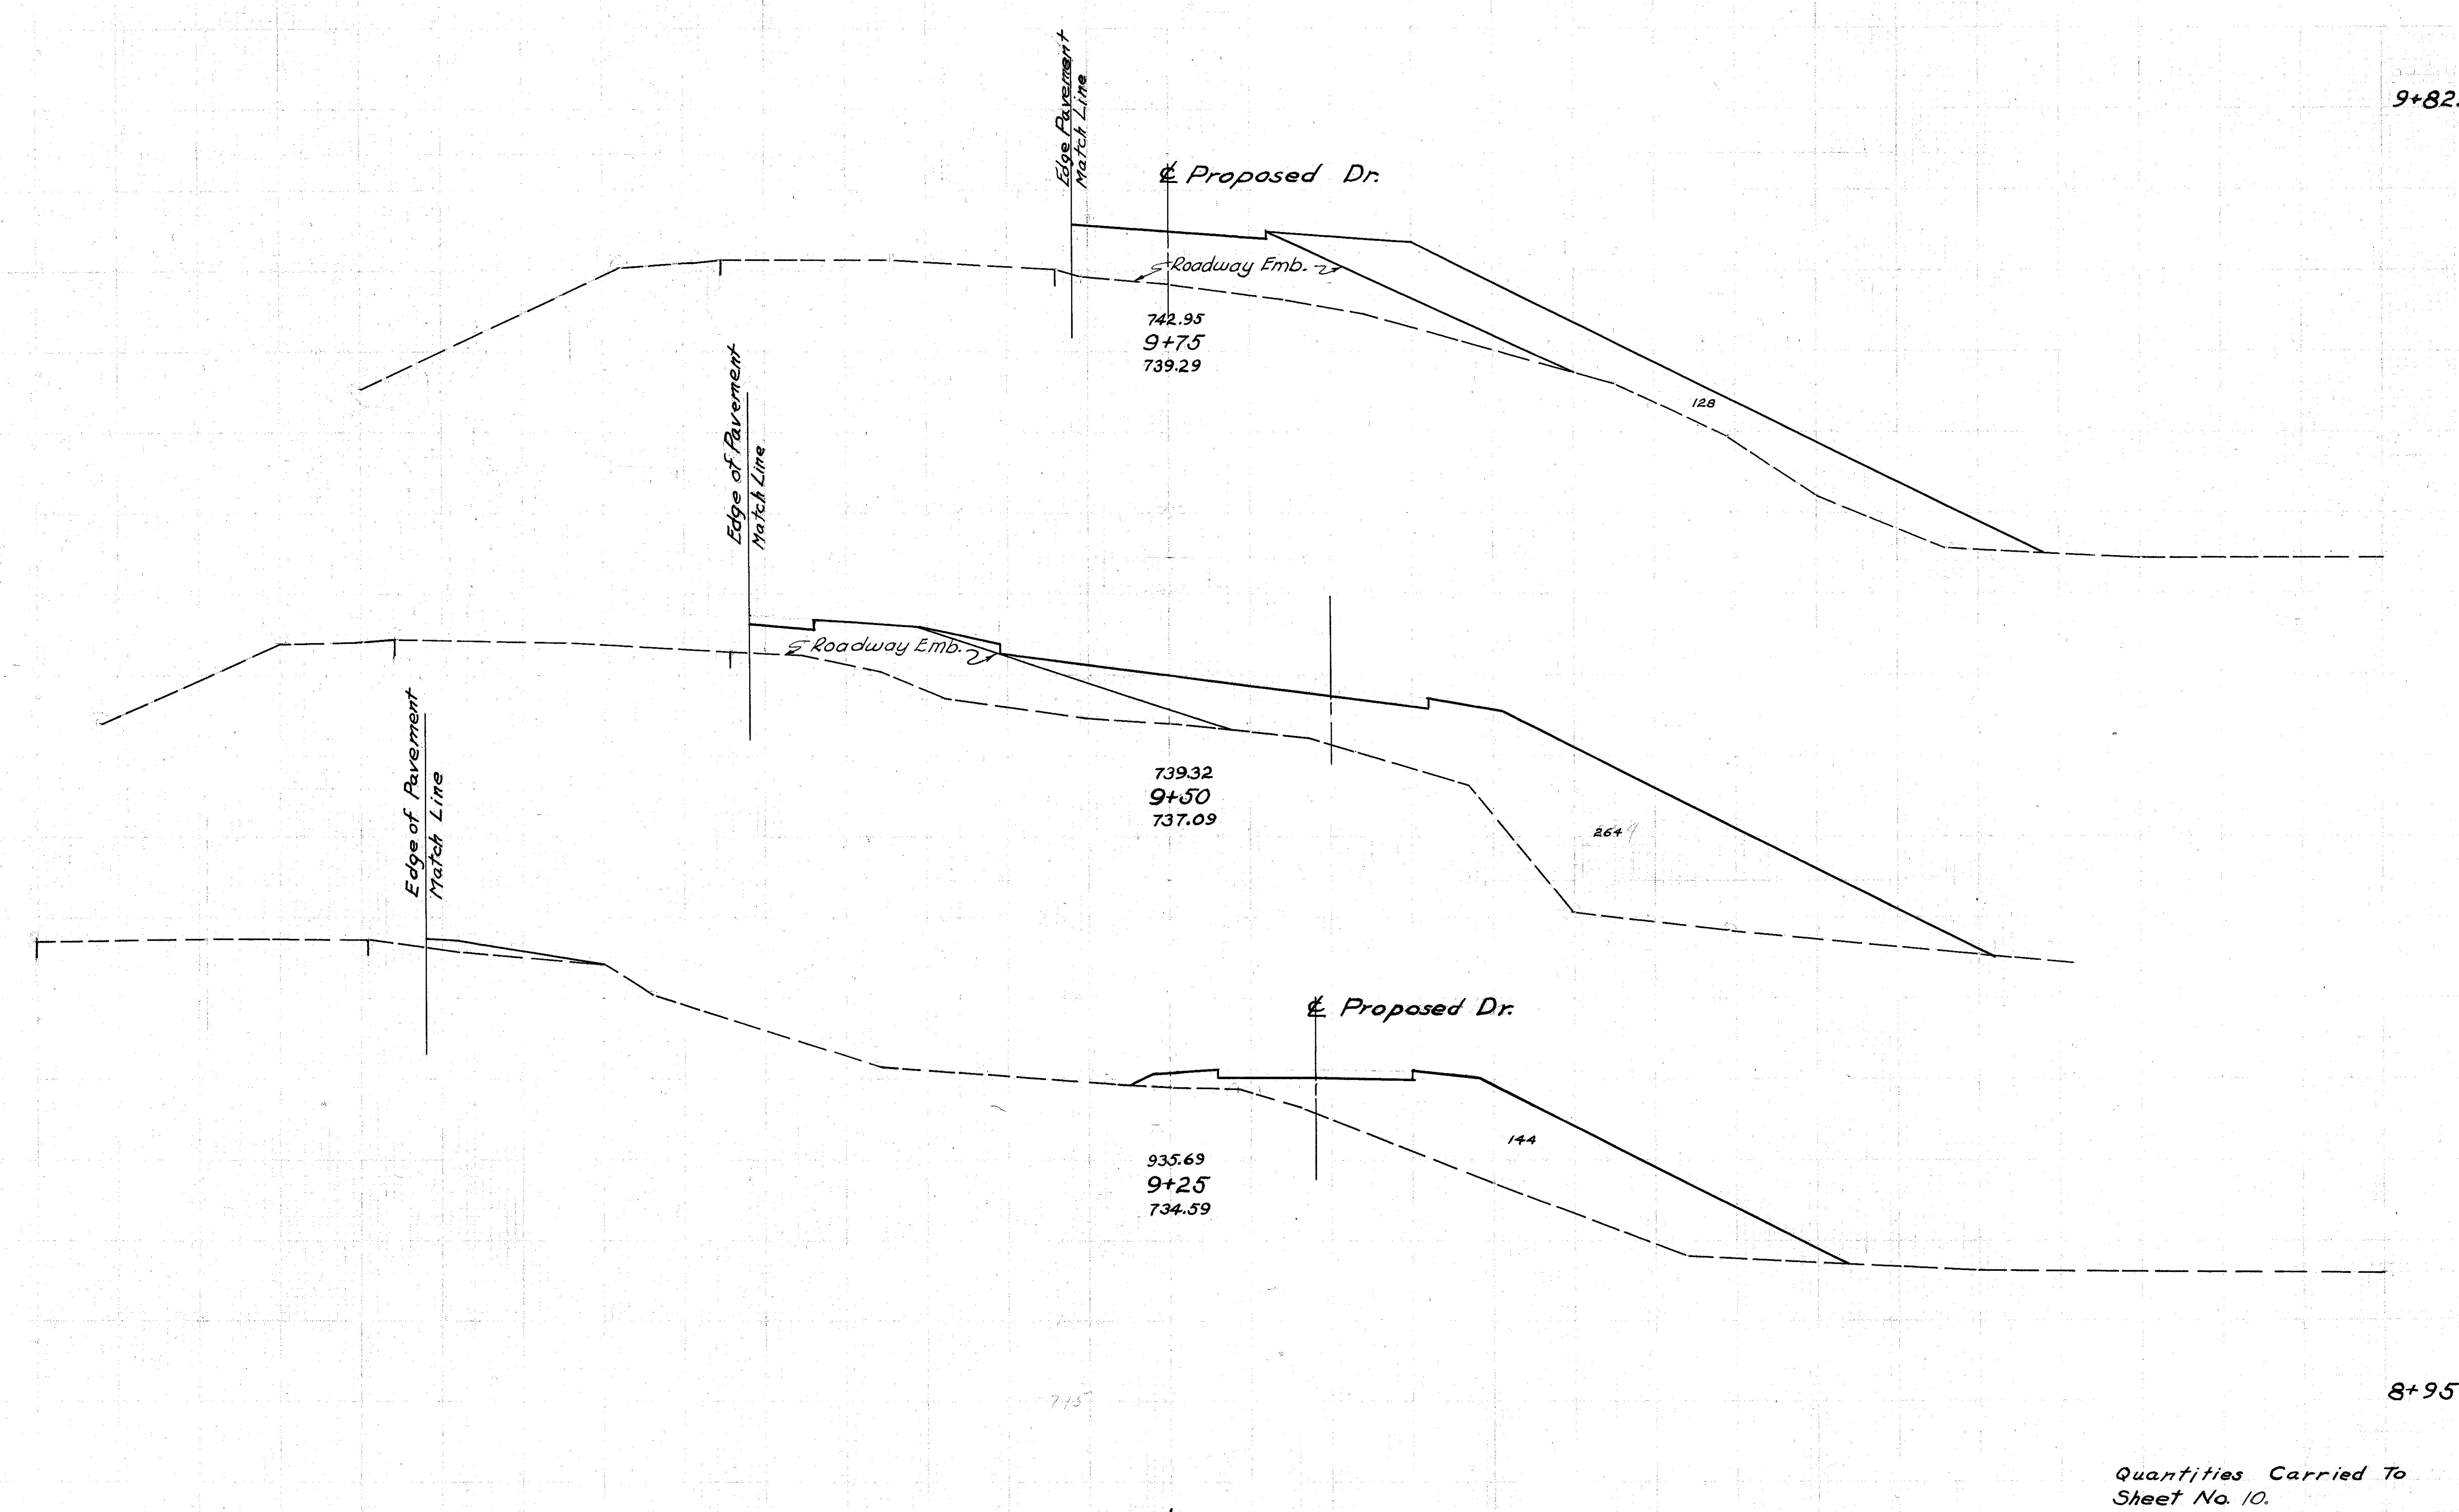 9+82.
Edge Pavement
Match Line
℄ Proposed Dr.
Roadway Emb.
742.95
9+75
739.29
128
Edge of Pavement
Match Line
Roadway Emb.
739.32
9+50
737.09
264
Edge of Pavement
Match Line
℄ Proposed Dr.
144
935.69
9+25
734.59
8+95
Quantities Carried To
Sheet No. 10.